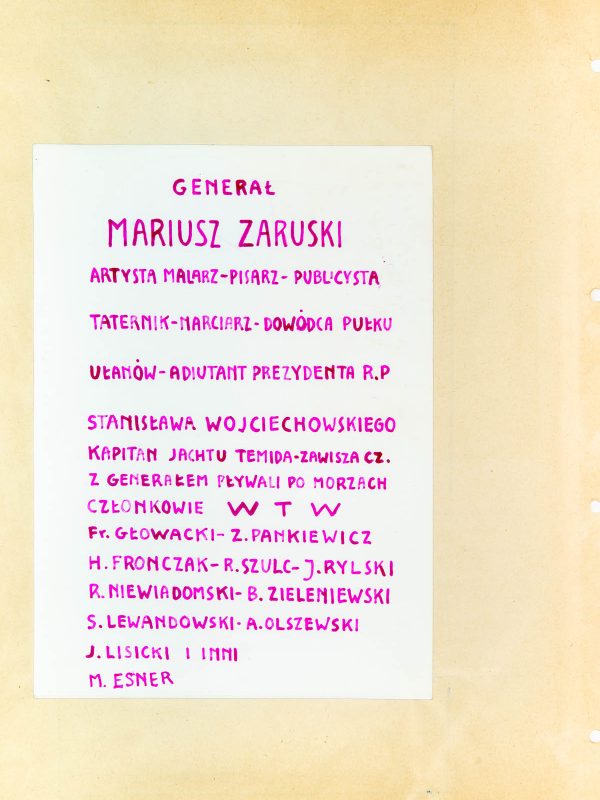 GENERAŁ
MARIUSZ ZARUSKI
ARTYSTA MALARZ-PISARZ-PUBLICYSTA
TATERNIK-NARCIARZ-DOWÓDCA PUŁKU
UŁANÓW-ADIUTANT PREZYDENTA R.P
STANISŁAWA WOJCIECHOWSKIEGO
KAPITAN JACHTU TEMIDA-ZAWISZA CZ.
Z GENERAŁEM PŁYWALI PO MORZACH
CZŁONKOWIE W T W
Fr. GŁOWACKI-Z.PANKIEWICZ
H.FRONCZAK-R.SZULC-J.RYLSKI
R.NIEWIADOMSKI-B.ZIELENIEWSKI
S.LEWANDOWSKI-A.OLSZEWSKI
J.LISICKI I INNI
M. ESNER